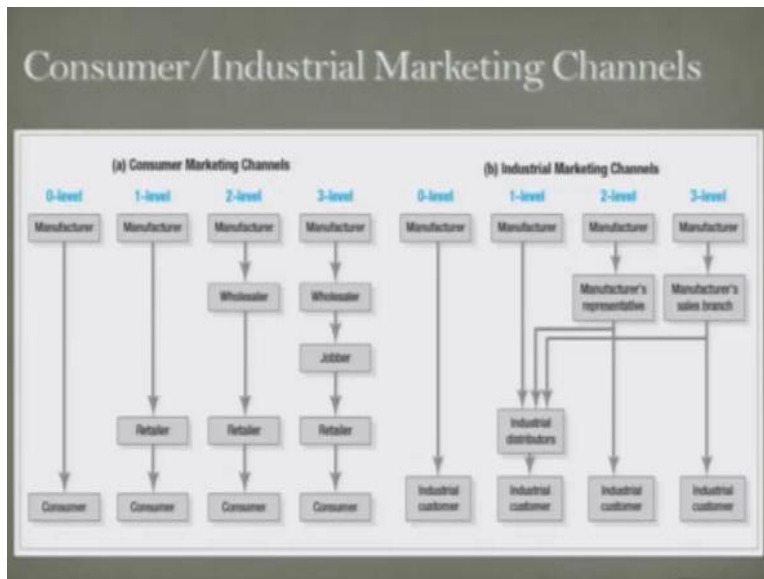 Consumer/Industrial Marketing Channels
(a) Consumer Marketing Channels
0-level 1-level 2-level 3-level
Manufacturer Manufacturer Manufacturer Manufacturer
Wholesaler Wholesaler
Jobber
Retailer Retailer Retailer
Consumer Consumer Consumer Consumer
(b) Industrial Marketing Channels
0-level 1-level 2-level 3-level
Manufacturer Manufacturer Manufacturer Manufacturer
Manufacturer's Manufacturer's
representative sales branch
Industrial
distributors
Industrial Industrial Industrial Industrial
customer customer customer customer